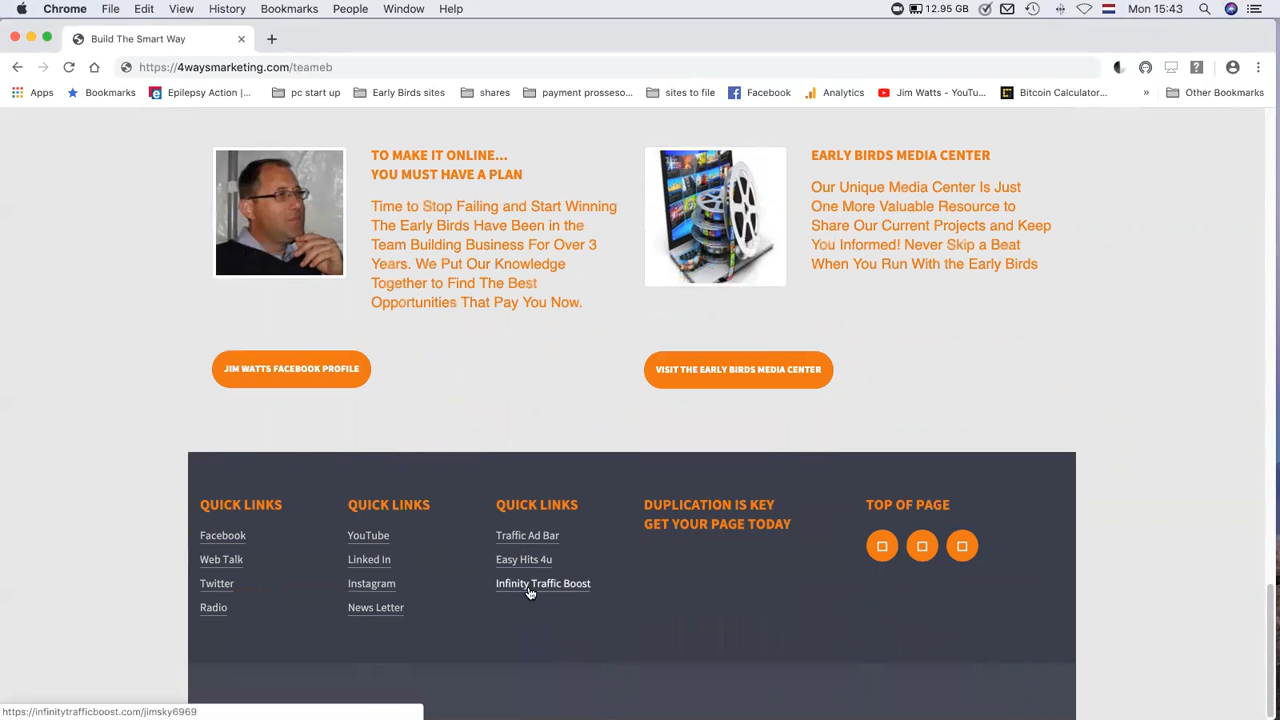 Chrome File Edit View History Bookmarks People Window Help 12.95 GB Mon 15:43
Build The Smart Way
https://4waysmarketing.com/teameb
Apps Bookmarks Epilepsy Action |... pc start up Early Birds sites shares payment prosseso... sites to file Facebook Analytics Jim Watts - YouTu... Bitcoin Calculator... » Other Bookmarks
TO MAKE IT ONLINE...
YOU MUST HAVE A PLAN
Time to Stop Failing and Start Winning
The Early Birds Have Been in the
Team Building Business For Over 3
Years. We Put Our Knowledge
Together to Find The Best
Opportunities That Pay You Now.
JIM WATTS FACEBOOK PROFILE
EARLY BIRDS MEDIA CENTER
Our Unique Media Center Is Just
One More Valuable Resource to
Share Our Current Projects and Keep
You Informed! Never Skip a Beat
When You Run With the Early Birds
VISIT THE EARLY BIRDS MEDIA CENTER
QUICK LINKS
Facebook
Web Talk
Twitter
Radio
QUICK LINKS
YouTube
Linked In
Instagram
News Letter
QUICK LINKS
Traffic Ad Bar
Easy Hits 4u
Infinity Traffic Boost
DUPLICATION IS KEY
GET YOUR PAGE TODAY
TOP OF PAGE
https://infinitytrafficboost.com/jimsky6969